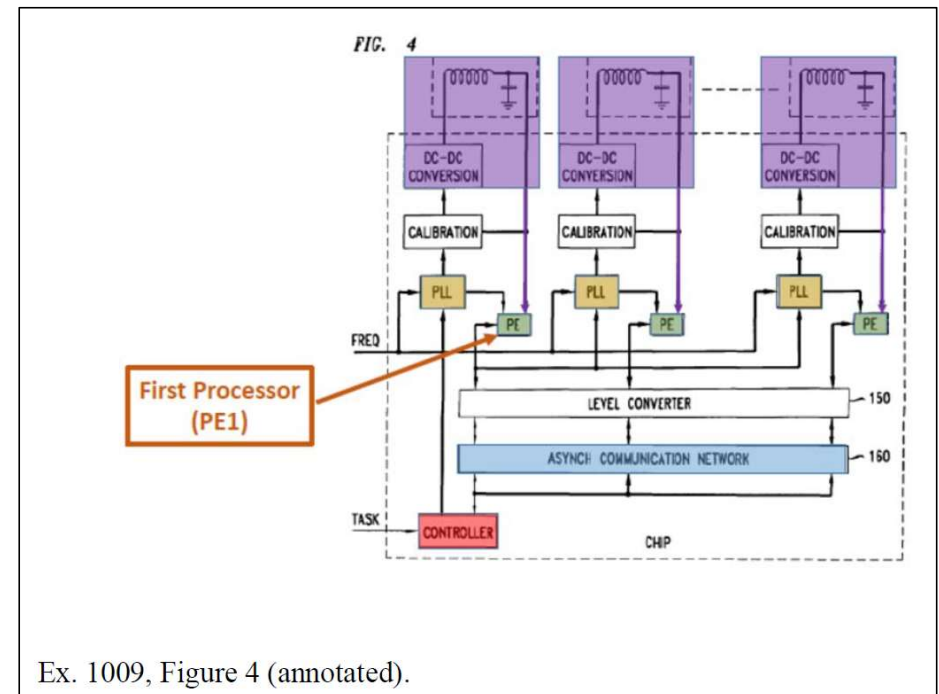 FIG. 4
DC-DC
CONVERSION
DC-DC
CONVERSION
DC-DC
CONVERSION
CALIBRATION
CALIBRATION
CALIBRATION
PLL
PLL
PLL
PE
PE
PE
FREQ
First Processor
(PE1)
LEVEL CONVERTER
150
ASYNCH COMMUNICATION NETWORK
160
TASK
CONTROLLER
CHIP
Ex. 1009, Figure 4 (annotated).